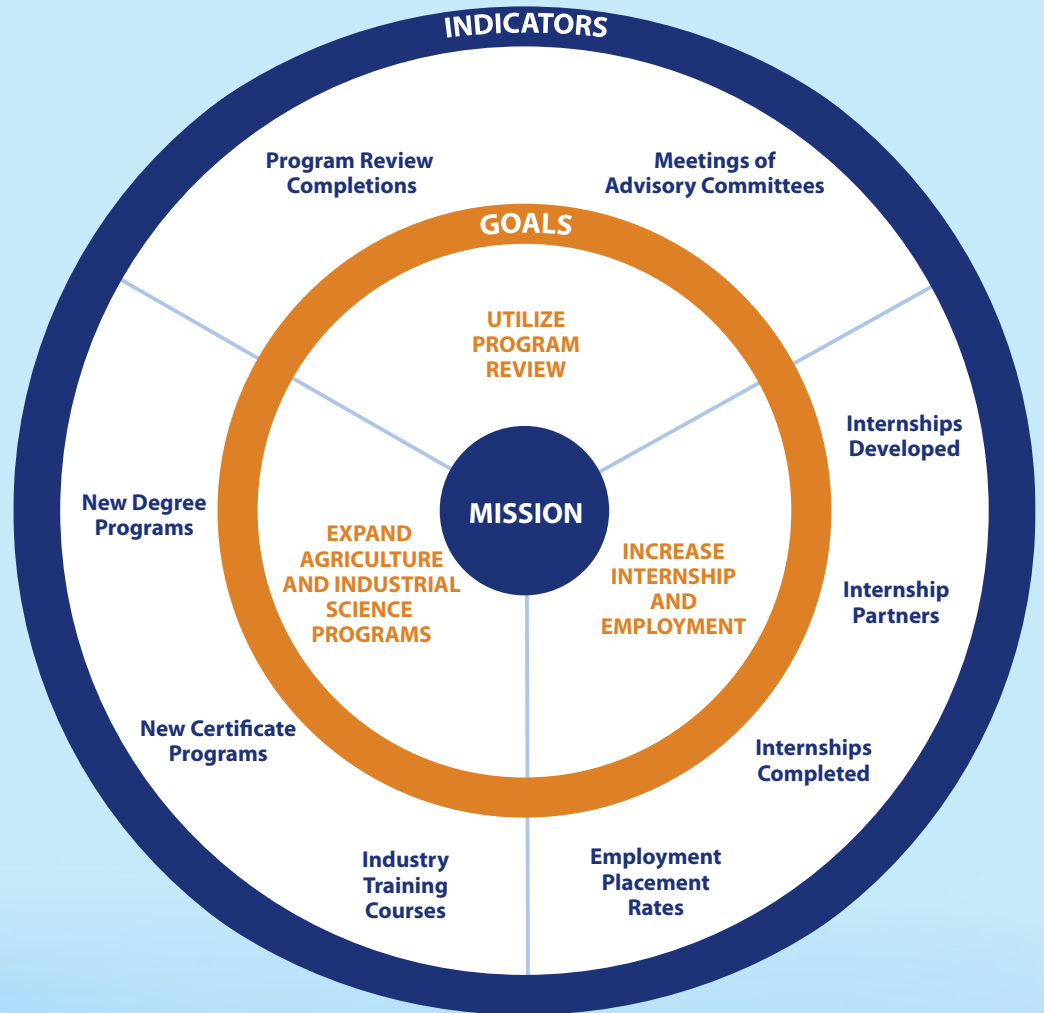 INDICATORS
Program Review
Completions
Meetings of
Advisory Committees
GOALS
UTILIZE
PROGRAM
REVIEW
Internships
Developed
New Degree
Programs
MISSION
EXPAND
AGRICULTURE
AND INDUSTRIAL
SCIENCE
PROGRAMS
INCREASE
INTERNSHIP
AND
EMPLOYMENT
Internship
Partners
New Certificate
Programs
Internships
Completed
Industry
Training
Courses
Employment
Placement
Rates